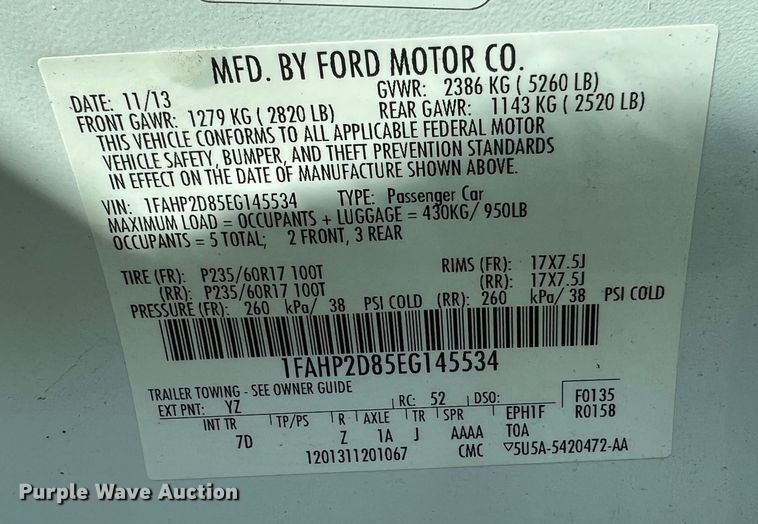 MFD. BY FORD MOTOR CO.
DATE: 11/13 GVWR: 2386 KG ( 5260 LB)
FRONT GAWR: 1279 KG ( 2820 LB) REAR GAWR: 1143 KG ( 2520 LB)
THIS VEHICLE CONFORMS TO ALL APPLICABLE FEDERAL MOTOR
VEHICLE SAFETY, BUMPER, AND THEFT PREVENTION STANDARDS
IN EFFECT ON THE DATE OF MANUFACTURE SHOWN ABOVE.
VIN: 1FAHP2D85EG145534 TYPE: Passenger Car
MAXIMUM LOAD = OCCUPANTS + LUGGAGE = 430KG/ 950LB
OCCUPANTS = 5 TOTAL; 2 FRONT, 3 REAR
TIRE (FR): P235/60R17 100T RIMS (FR): 17X7.5J
(RR): P235/60R17 100T (RR): 17X7.5J
PRESSURE (FR): 260 kPa/ 38 PSI COLD (RR): 260 kPa/ 38 PSI COLD
1FAHP2D85EG145534
TRAILER TOWING - SEE OWNER GUIDE
EXT PNT: YZ RC: 52 DSO: F0135
INT TR TP/PS R AXLE TR SPR EPH1F R0158
7D Z 1A J AAAA T0A
1201311201067 CMC ▽5U5A-5420472-AA
Purple Wave Auction